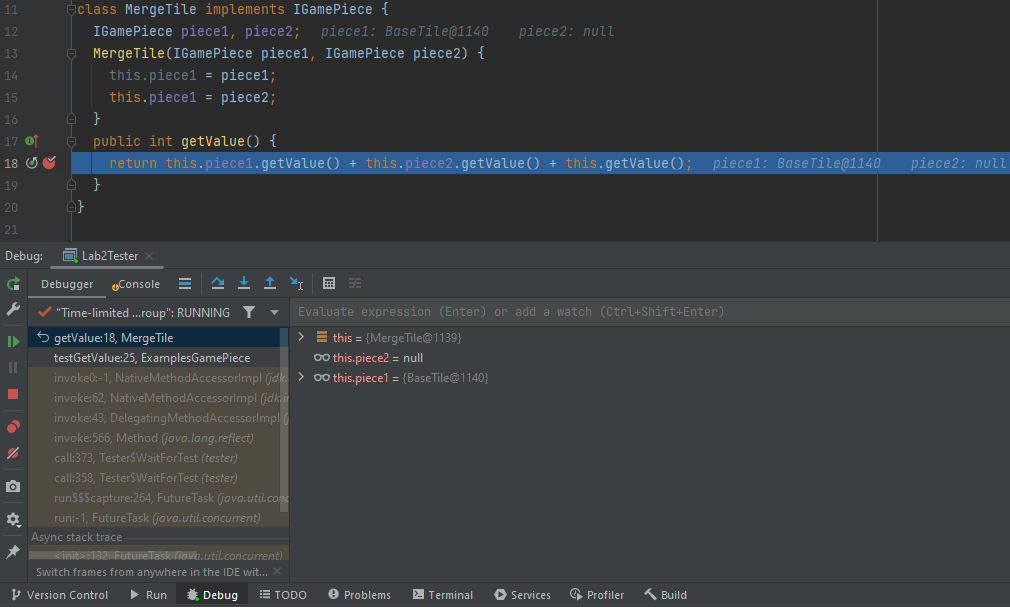 11 class MergeTile implements IGamePiece {
12 IGamePiece piece1, piece2; piece1: BaseTile@1140 piece2: null
13 MergeTile(IGamePiece piece1, IGamePiece piece2) {
14 this.piece1 = piece1;
15 this.piece1 = piece2;
16 }
17 public int getValue() {
18 return this.piece1.getValue() + this.piece2.getValue() + this.getValue(); piece1: BaseTile@1140 piece2: null
19 }
20 }
21
Debug: Lab2Tester
Debugger Console
"Time-limited ...roup": RUNNING
Evaluate expression (Enter) or add a watch (Ctrl+Shift+Enter)
getValue:18, MergeTile
testGetValue:25, ExamplesGamePiece
invoke0:-1, NativeMethodAccessorImpl (jdk.
invoke:62, NativeMethodAccessorImpl (jdk.i
invoke:43, DelegatingMethodAccessorImpl (
invoke:566, Method (java.lang.reflect)
call:373, Tester$WaitForTest (tester)
call:358, Tester$WaitForTest (tester)
run$$$capture:264, FutureTask (java.util.conc
run:-1, FutureTask (java.util.concurrent)
Async stack trace
<init>:132, FutureTask (java.util.concurrent)
Switch frames from anywhere in the IDE wit...
this = {MergeTile@1139}
this.piece2 = null
this.piece1 = {BaseTile@1140}
Version Control Run Debug TODO Problems Terminal Services Profiler Build